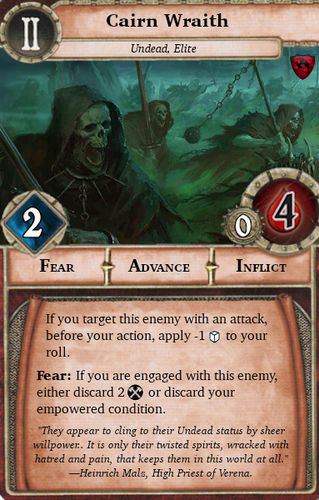 II
Cairn Wraith
Undead, Elite
2
0
4
FEAR
ADVANCE
INFLICT
If you target this enemy with an attack,
before your action, apply -1 to your
roll.
Fear: If you are engaged with this enemy,
either discard 2 or discard your
empowered condition.
"They appear to cling to their Undead status by sheer
willpower.. It is only their twisted spirits, wracked with
hatred and pain, that keeps them in this world at all."
—Heinrich Malz, High Priest of Verena.